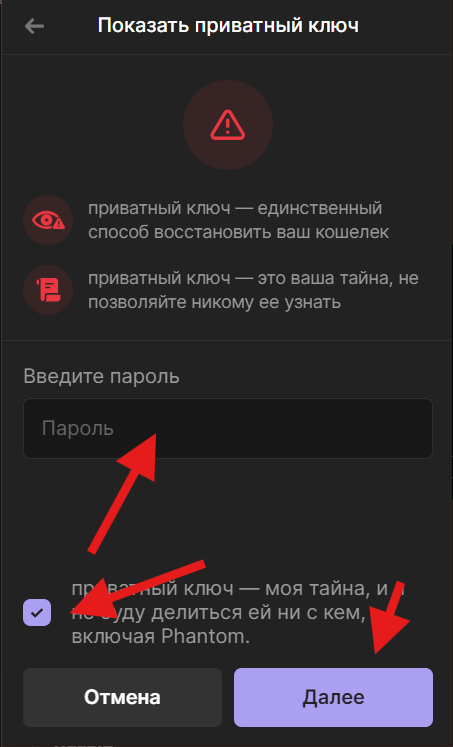 Показать приватный ключ
приватный ключ — единственный
способ восстановить ваш кошелек
приватный ключ — это ваша тайна, не
позволяйте никому ее узнать
Введите пароль
Пароль
приватный ключ — моя тайна, и я
не буду делиться ей ни с кем,
включая Phantom.
Отмена
Далее